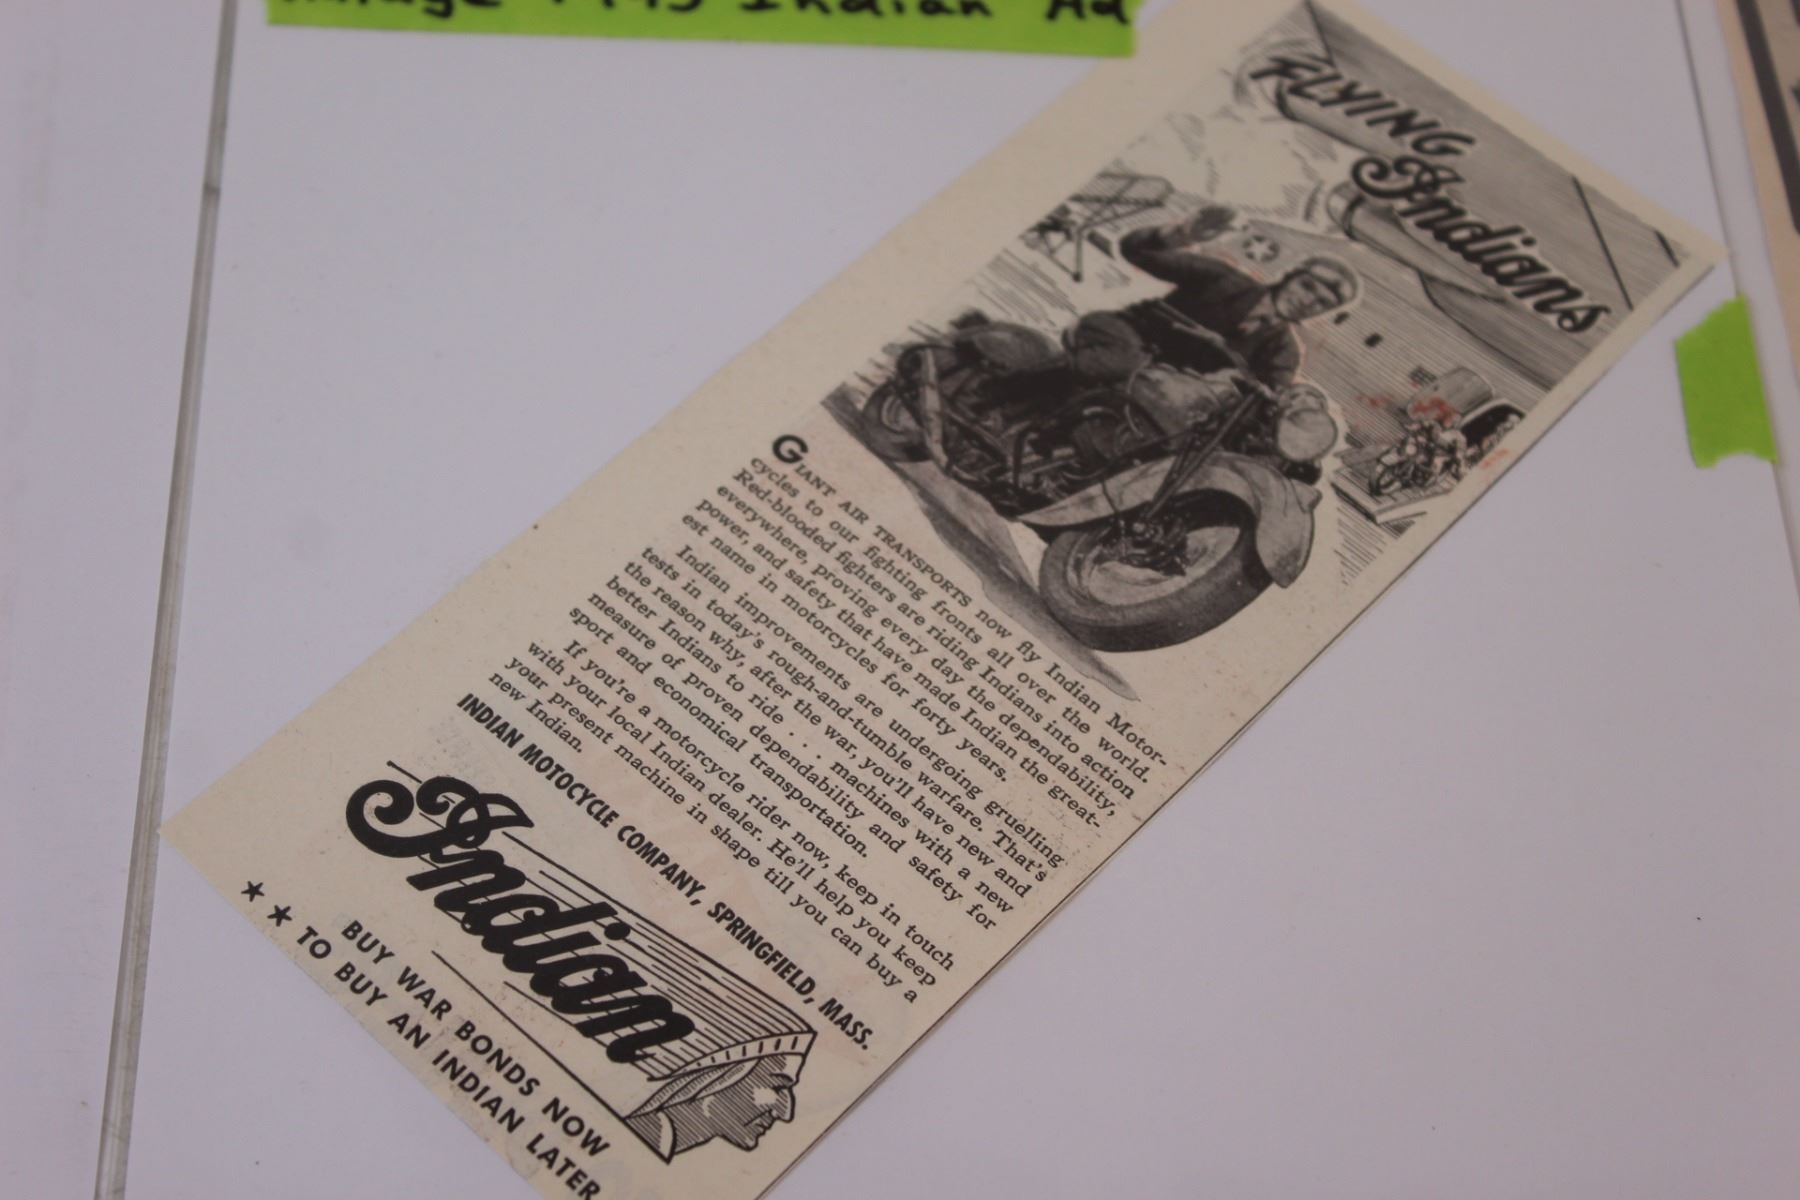 1943 Indian Ad
FLYING
Indians
GIANT AIR TRANSPORTS now fly Indian Motor-
cycles to our fighting fronts all over the world.
Red-blooded fighters are riding Indians into action
everywhere, proving every day the dependability,
power, and safety that have made Indian the great-
est name in motorcycles for forty years.
Indian improvements are undergoing gruelling
tests in today's rough-and-tumble warfare. That's
the reason why, after the war, you'll have new and
better Indians to ride . . . machines with a new
measure of proven dependability and safety for
sport and economical transportation.
If you're a motorcycle rider now, keep in touch
with your local Indian dealer. He'll help you keep
your present machine in shape till you can buy a
new Indian.
INDIAN MOTOCYCLE COMPANY, SPRINGFIELD, MASS.
Indian
BUY WAR BONDS NOW
TO BUY AN INDIAN LATER